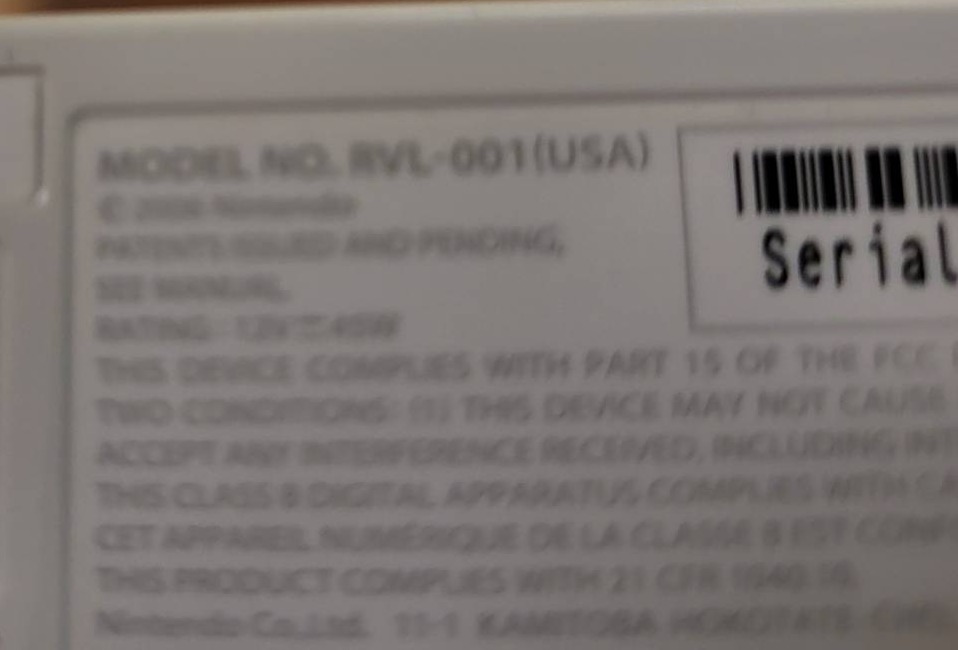 MODEL NO. RVL-001(USA)
© 2006 Nintendo
PATENTS ISSUED AND PENDING,
SEE MANUAL.
RATING: 12V⎓45W
THIS DEVICE COMPLIES WITH PART 15 OF THE FCC
TWO CONDITIONS: (1) THIS DEVICE MAY NOT CAUSE
ACCEPT ANY INTERFERENCE RECEIVED, INCLUDING
THIS CLASS B DIGITAL APPARATUS COMPLIES WITH
CET APPAREIL NUMÉRIQUE DE LA CLASSE B EST
THIS PRODUCT COMPLIES WITH 21 CFR 1040.10.
Nintendo Co.,Ltd. 11-1 KAMITOBA HOKOTATE
Serial